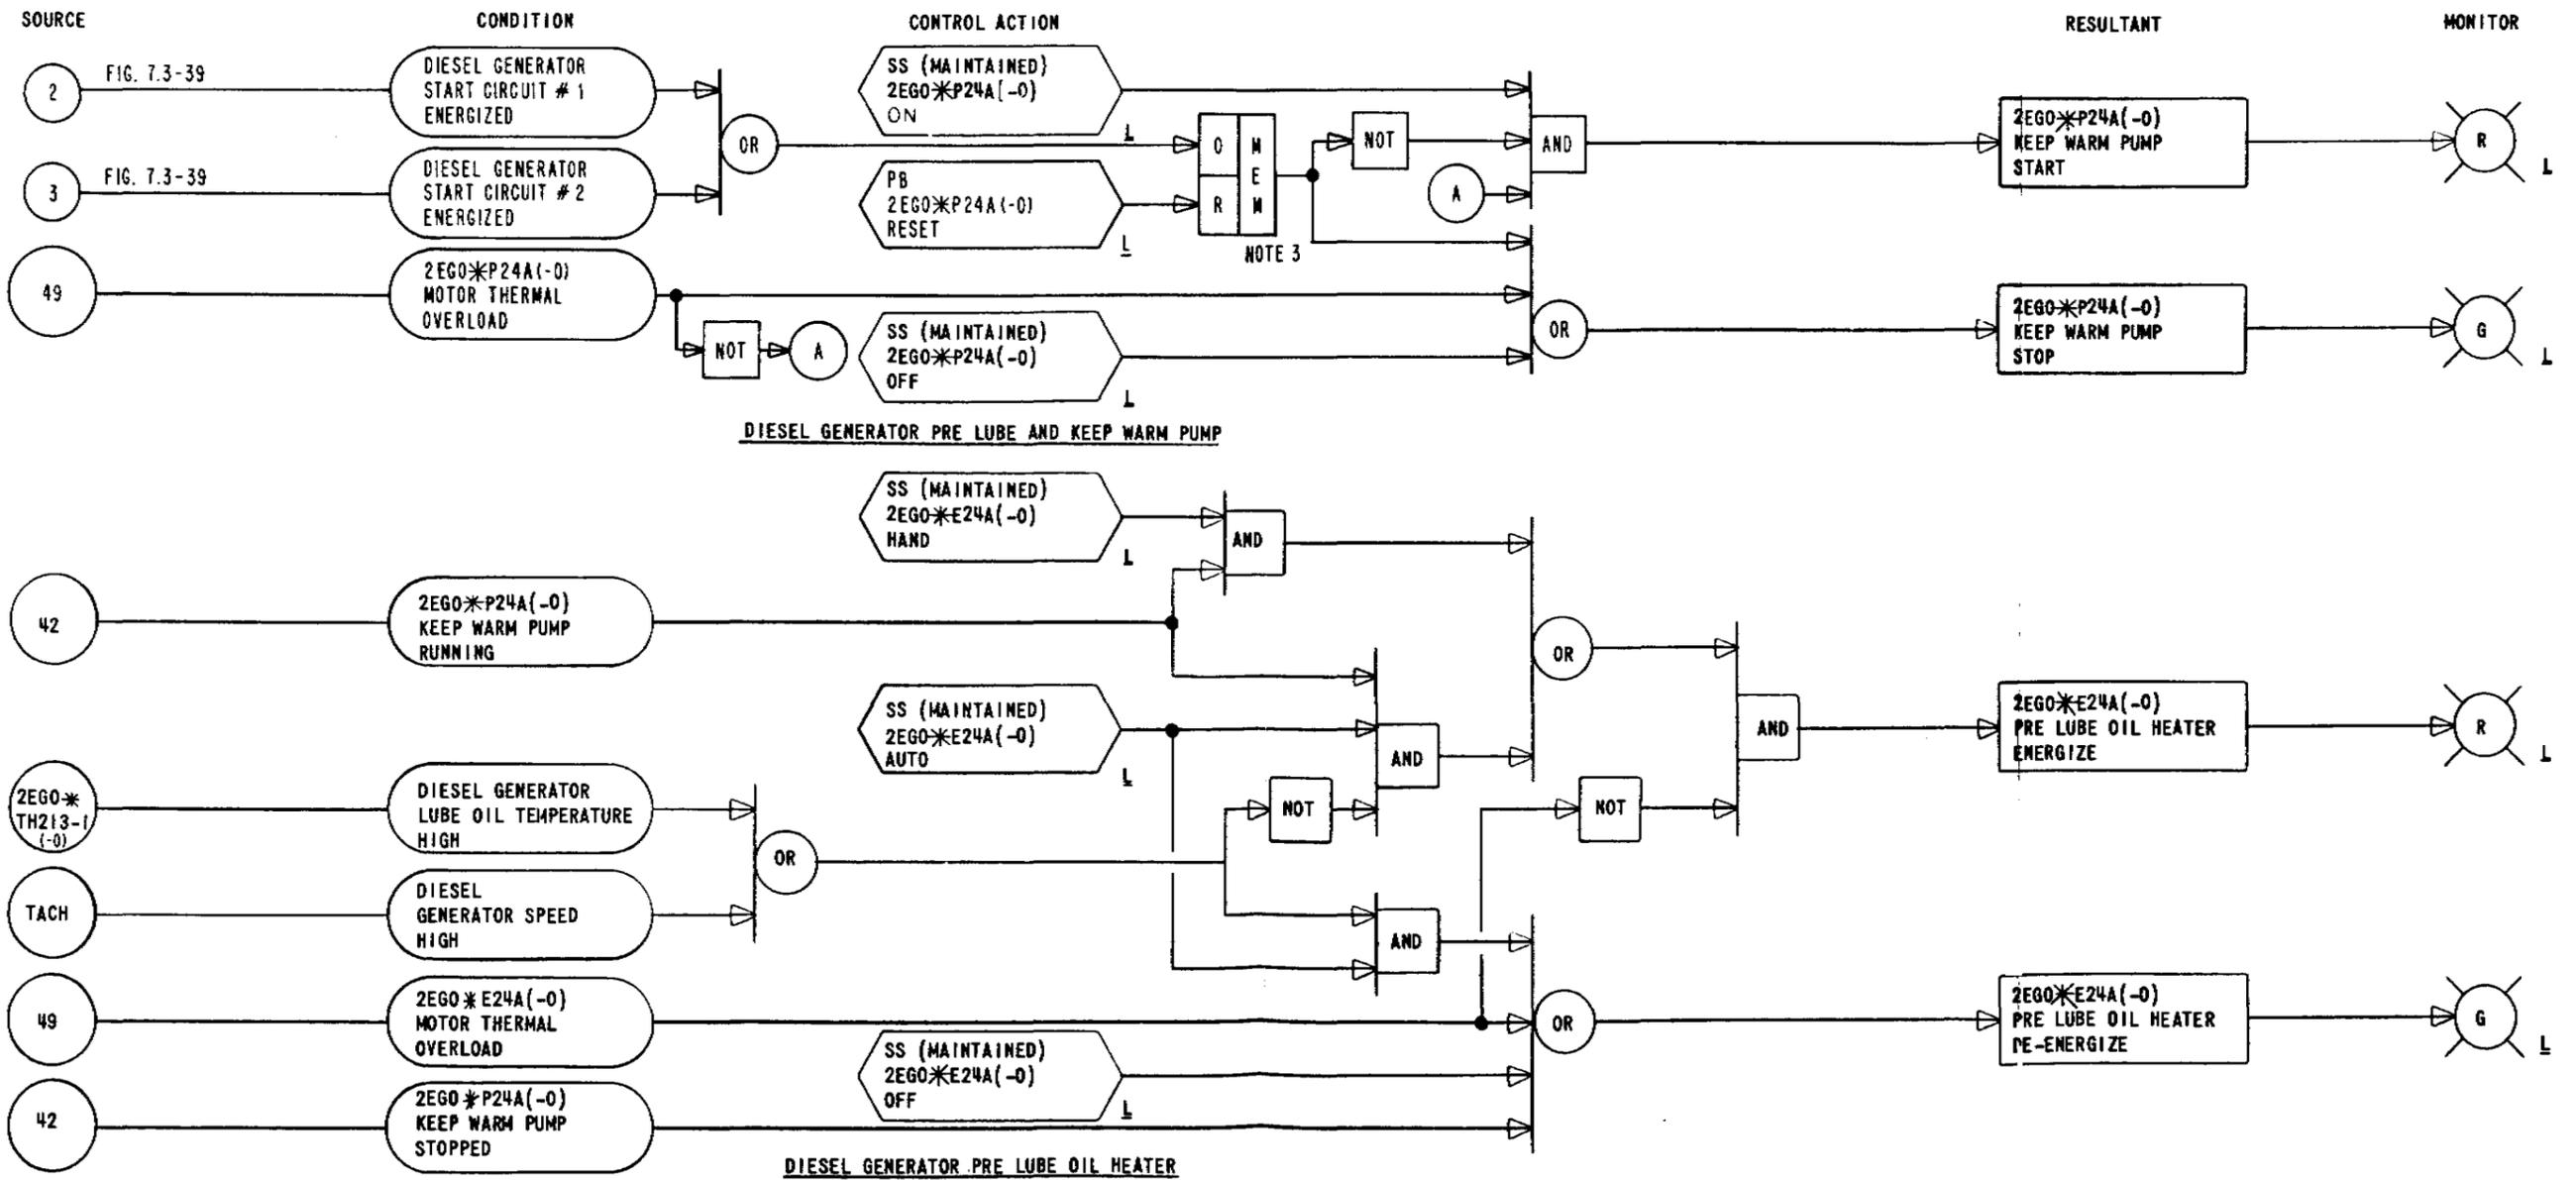 SOURCE
CONDITION
CONTROL ACTION
RESULTANT
MONITOR
2
FIG. 7.3-39
DIESEL GENERATOR
START CIRCUIT # 1
ENERGIZED
SS (MAINTAINED)
2EGO*P24A(-0)
ON
L
3
FIG. 7.3-39
DIESEL GENERATOR
START CIRCUIT # 2
ENERGIZED
OR
PB
2EGO*P24A(-0)
RESET
L
O
R
MEM
NOTE 3
NOT
A
AND
2EGO*P24A(-0)
KEEP WARM PUMP
START
R
L
49
2EGO*P24A(-0)
MOTOR THERMAL
OVERLOAD
NOT
A
SS (MAINTAINED)
2EGO*P24A(-0)
OFF
L
OR
2EGO*P24A(-0)
KEEP WARM PUMP
STOP
G
L
DIESEL GENERATOR PRE LUBE AND KEEP WARM PUMP
SS (MAINTAINED)
2EGO*E24A(-0)
HAND
L
AND
42
2EGO*P24A(-0)
KEEP WARM PUMP
RUNNING
OR
SS (MAINTAINED)
2EGO*E24A(-0)
AUTO
L
AND
AND
2EGO*E24A(-0)
PRE LUBE OIL HEATER
ENERGIZE
R
L
2EGO*
TH213-1
(-0)
DIESEL GENERATOR
LUBE OIL TEMPERATURE
HIGH
OR
NOT
NOT
TACH
DIESEL
GENERATOR SPEED
HIGH
AND
49
2EGO*E24A(-0)
MOTOR THERMAL
OVERLOAD
SS (MAINTAINED)
2EGO*E24A(-0)
OFF
L
OR
2EGO*E24A(-0)
PRE LUBE OIL HEATER
DE-ENERGIZE
G
L
42
2EGO*P24A(-0)
KEEP WARM PUMP
STOPPED
DIESEL GENERATOR PRE LUBE OIL HEATER